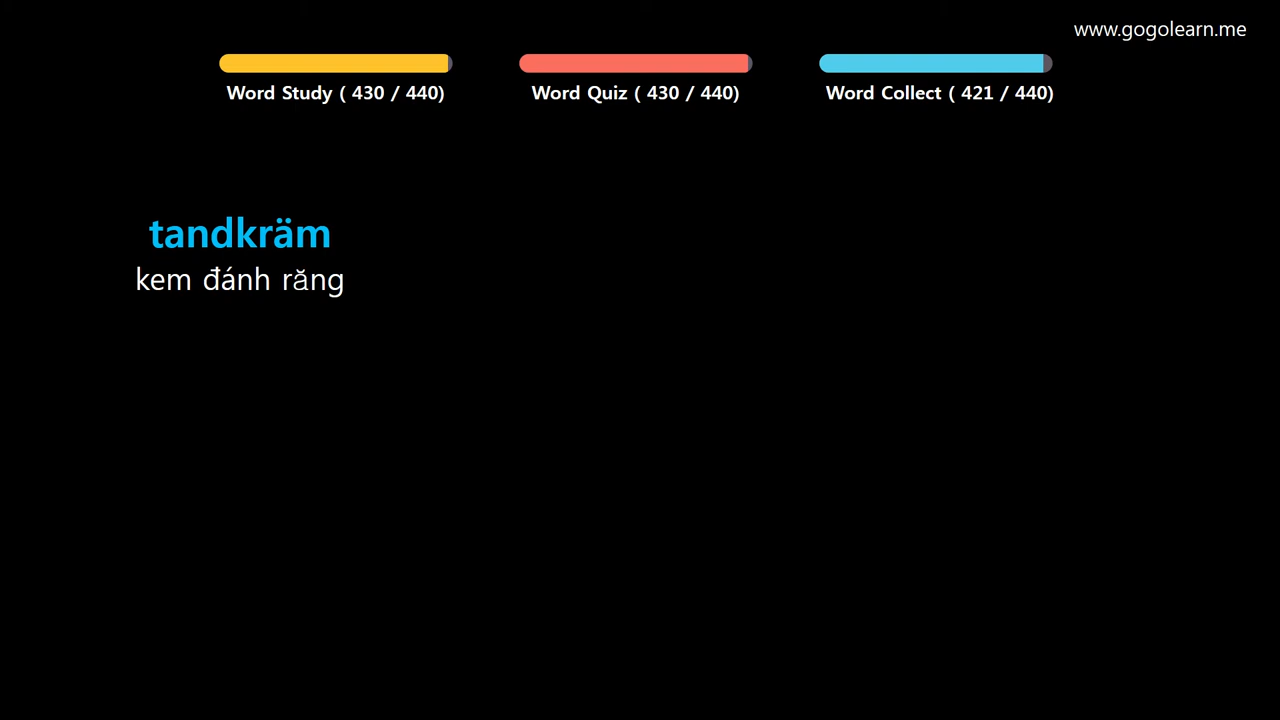 www.gogolearn.me
Word Study ( 430 / 440)
Word Quiz ( 430 / 440)
Word Collect ( 421 / 440)
tandkräm
kem đánh răng